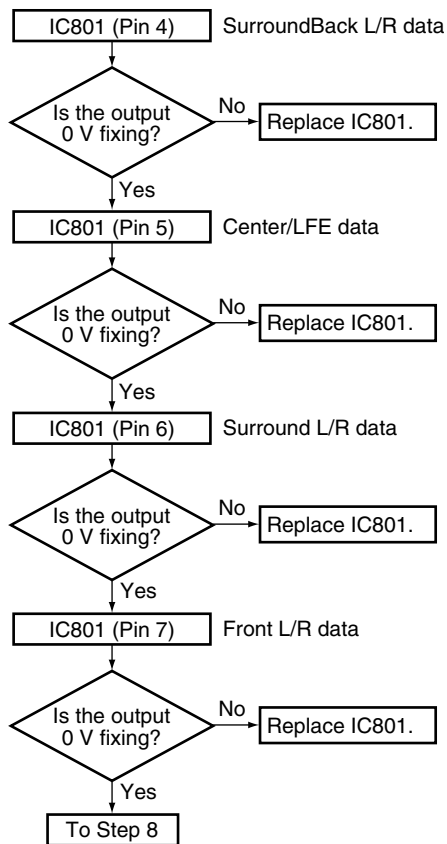 IC801 (Pin 4) SurroundBack L/R data
Is the output
0 V fixing?
No
Replace IC801.
Yes
IC801 (Pin 5) Center/LFE data
Is the output
0 V fixing?
No
Replace IC801.
Yes
IC801 (Pin 6) Surround L/R data
Is the output
0 V fixing?
No
Replace IC801.
Yes
IC801 (Pin 7) Front L/R data
Is the output
0 V fixing?
No
Replace IC801.
Yes
To Step 8